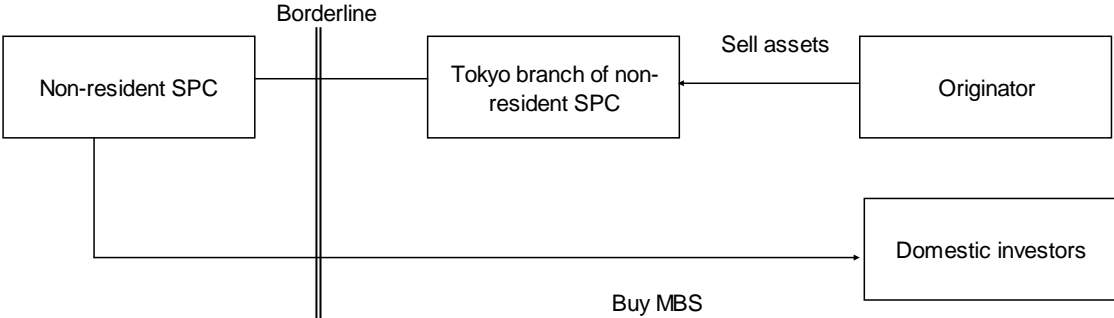 Borderline
Sell assets
Non-resident SPC
Tokyo branch of non-
resident SPC
Originator
Domestic investors
Buy MBS